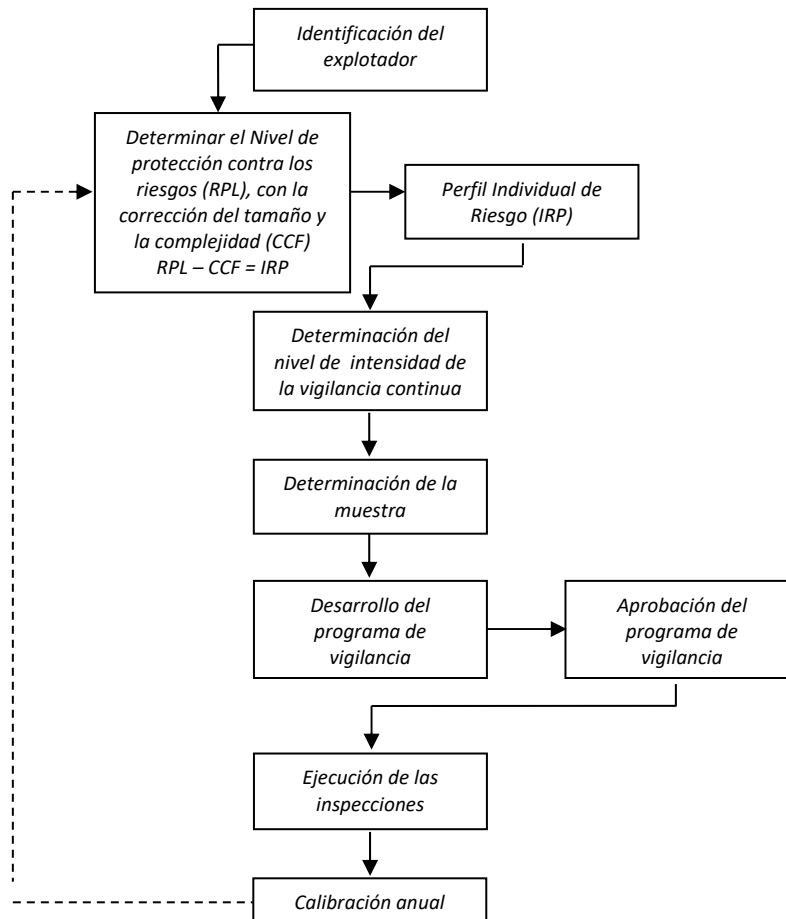 Identificación del
explotador
Determinar el Nivel de
protección contra los
riesgos (RPL), con la
corrección del tamaño y
la complejidad (CCF)
RPL – CCF = IRP
Perfil Individual de
Riesgo (IRP)
Determinación del
nivel de intensidad de
la vigilancia continua
Determinación de la
muestra
Desarrollo del
programa de
vigilancia
Aprobación del
programa de
vigilancia
Ejecución de las
inspecciones
Calibración anual